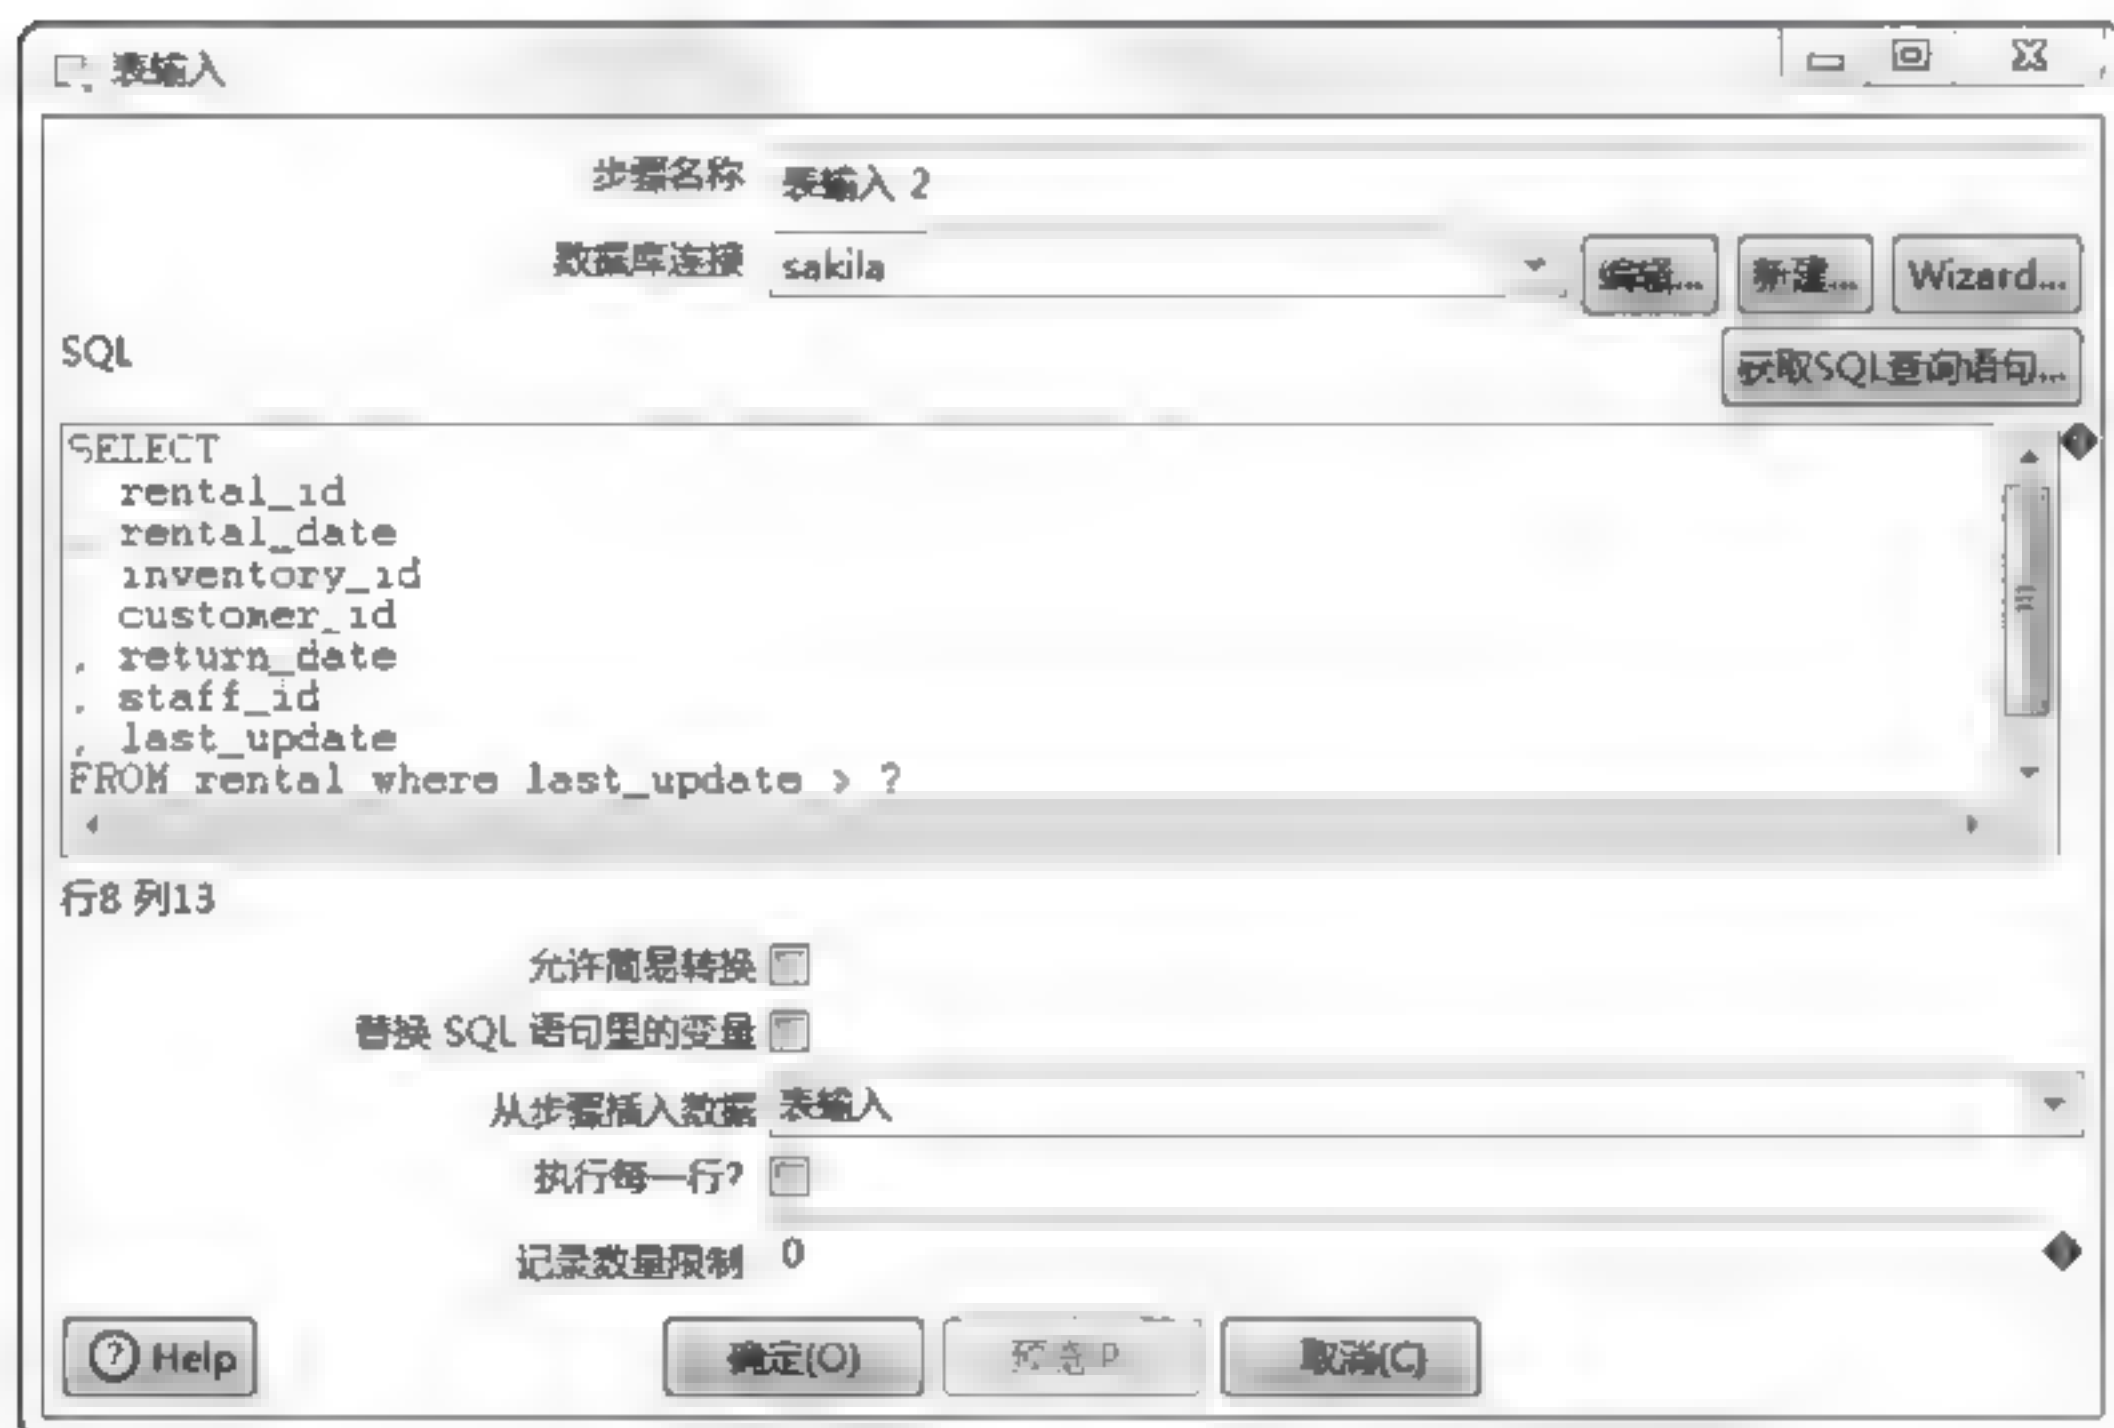 表输入
步骤名称 表输入 2
数据库连接 sakila 编辑... 新建... Wizard...
SQL 获取SQL查询语句...
SELECT
rental_id
rental_date
inventory_id
customer_id
, return_date
, staff_id
, last_update
FROM rental where last_update > ?
行8 列13
允许简易转换
替换 SQL 语句里的变量
从步骤插入数据 表输入
执行每一行?
记录数量限制 0
Help 确定(O) 预览 P 取消(C)